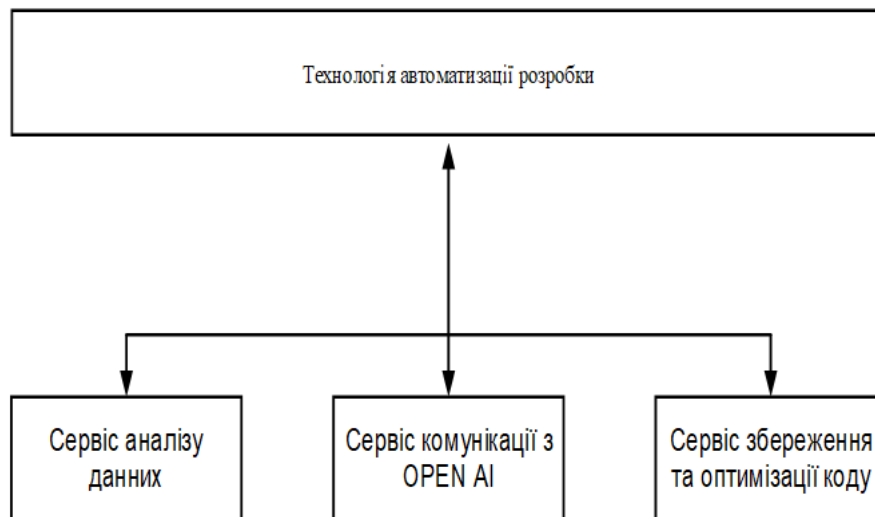 Технологія автоматизації розробки
Сервіс аналізу
данних
Сервіс комунікації з
OPEN AI
Сервіс збереження
та оптимізації коду